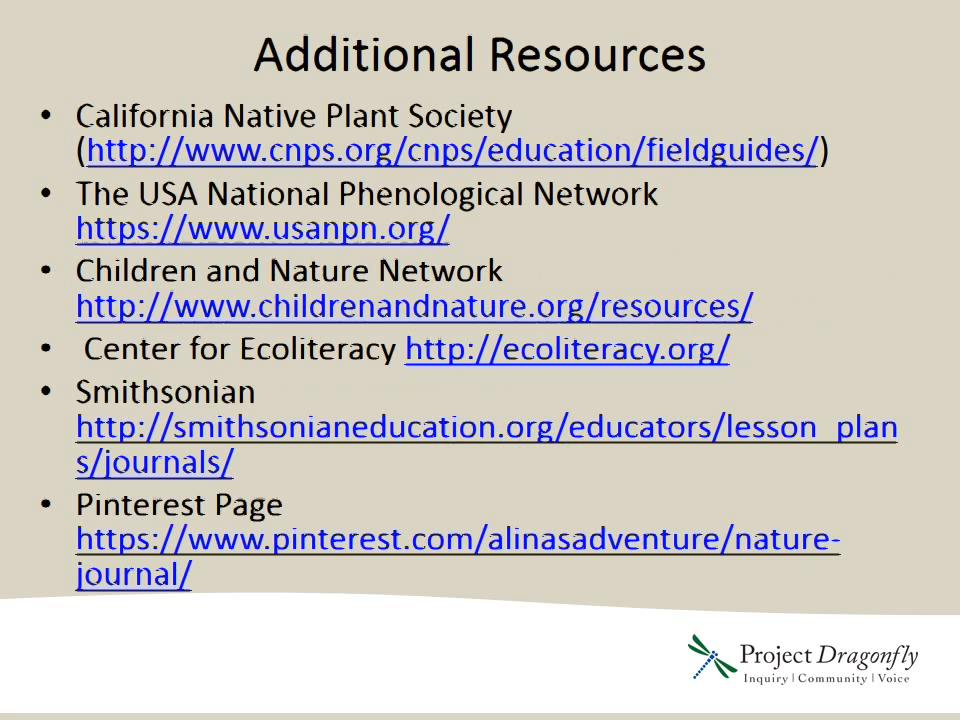 Additional Resources
• California Native Plant Society
(http://www.cnps.org/cnps/education/fieldguides/)
• The USA National Phenological Network
https://www.usanpn.org/
• Children and Nature Network
http://www.childrenandnature.org/resources/
• Center for Ecoliteracy http://ecoliteracy.org/
• Smithsonian
http://smithsonianeducation.org/educators/lesson_plan
s/journals/
• Pinterest Page
https://www.pinterest.com/alinasadventure/nature-
journal/
Project Dragonfly
Inquiry | Community | Voice